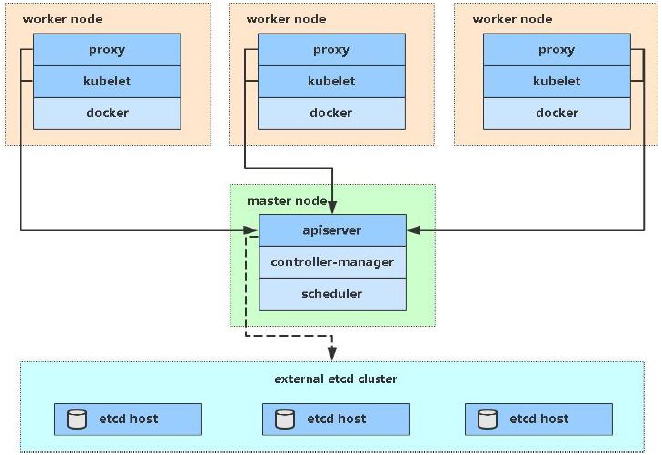 worker node
proxy
kubelet
docker
worker node
proxy
kubelet
docker
worker node
proxy
kubelet
docker
master node
apiserver
controller-manager
scheduler
external etcd cluster
etcd host
etcd host
etcd host